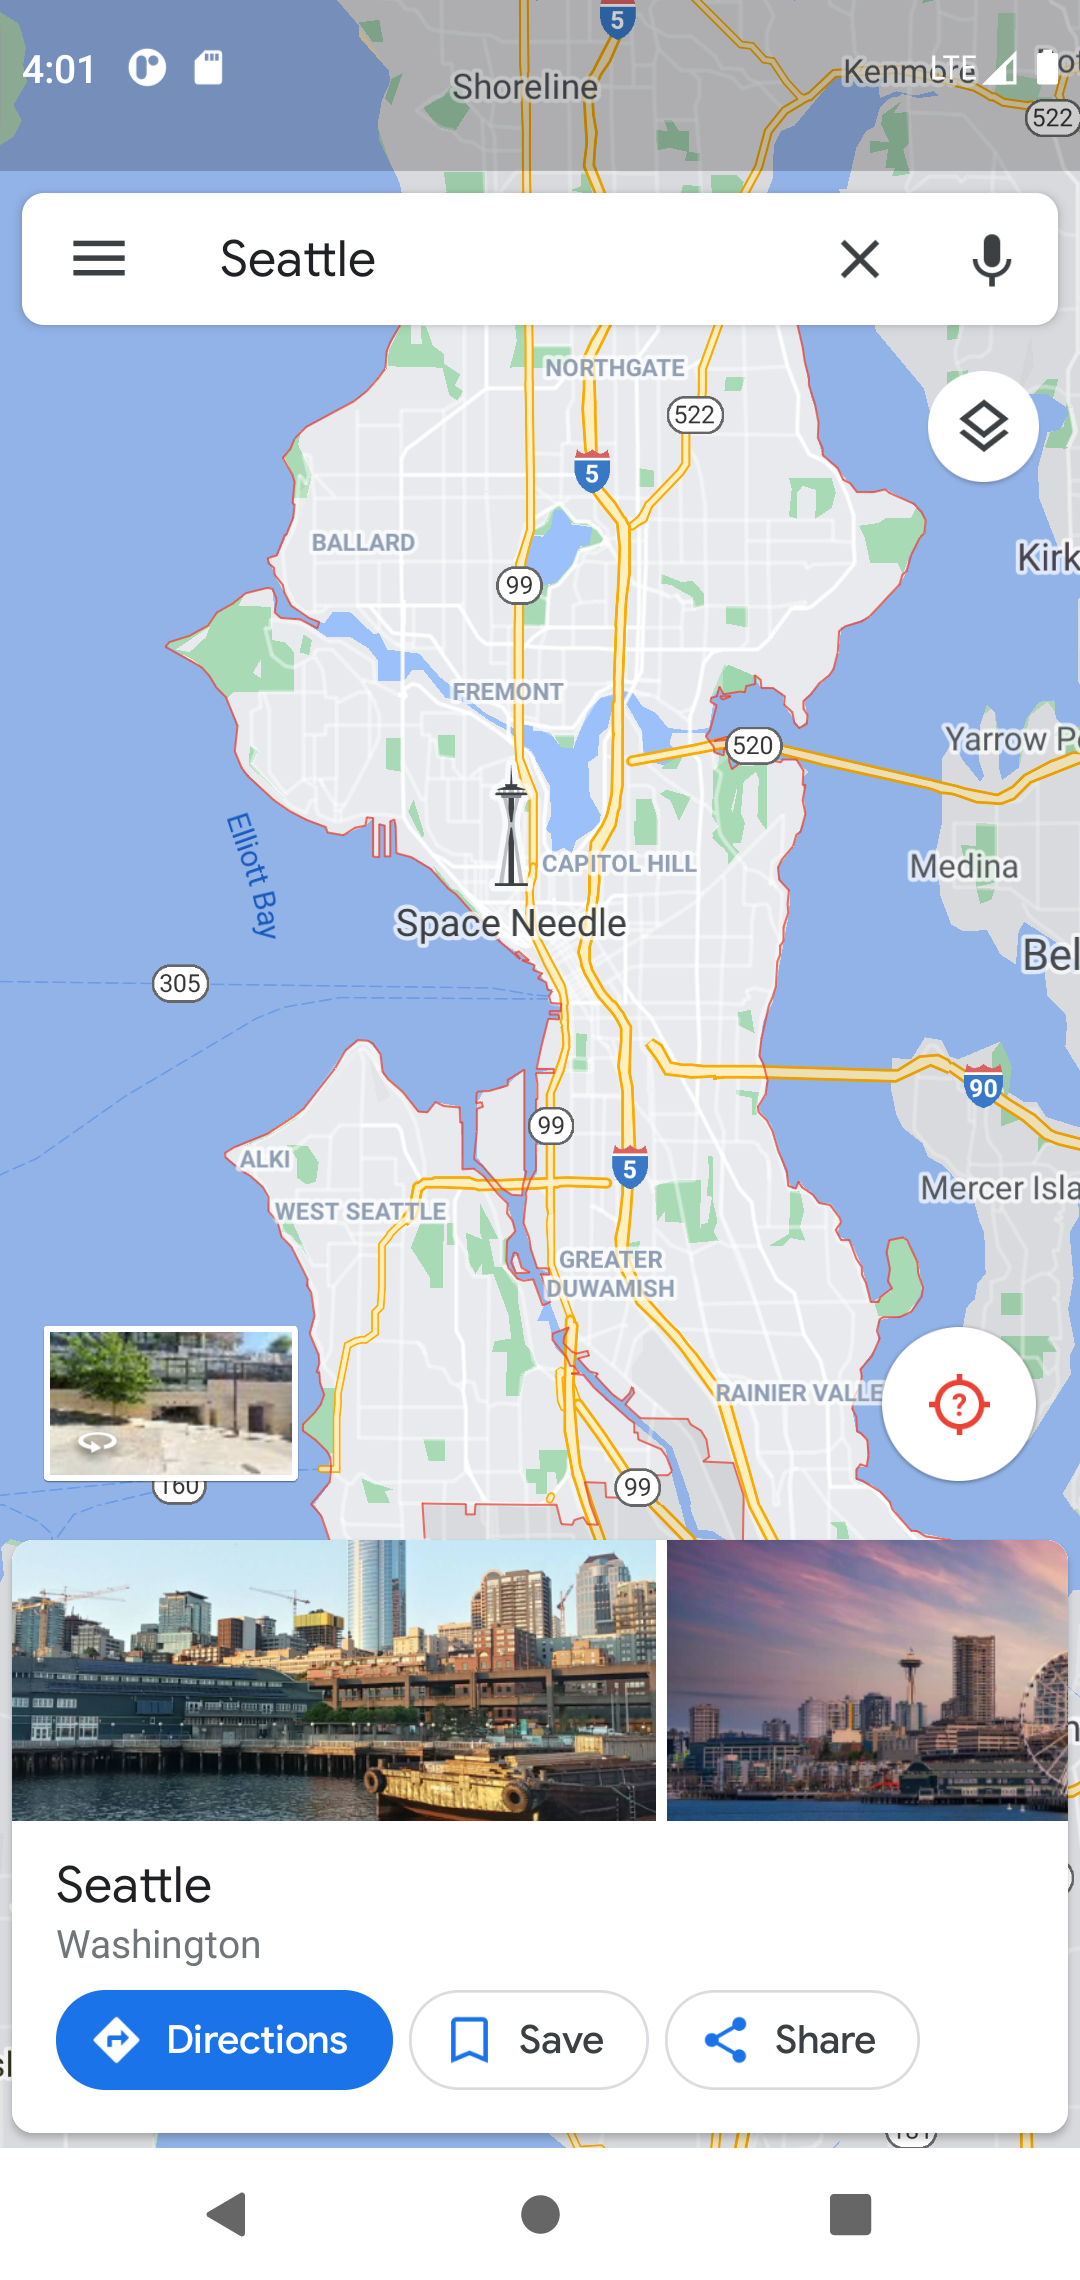 4:01
LTE
5
Shoreline
Kenmore
522
Seattle
NORTHGATE
522
5
BALLARD
99
Kirk
FREMONT
520
Yarrow P
Elliott Bay
CAPITOL HILL
Medina
Space Needle
Bel
305
90
99
ALKI
5
Mercer Isla
WEST SEATTLE
GREATER
DUWAMISH
RAINIER VALLE
?
160
99
Seattle
Washington
Directions
Save
Share